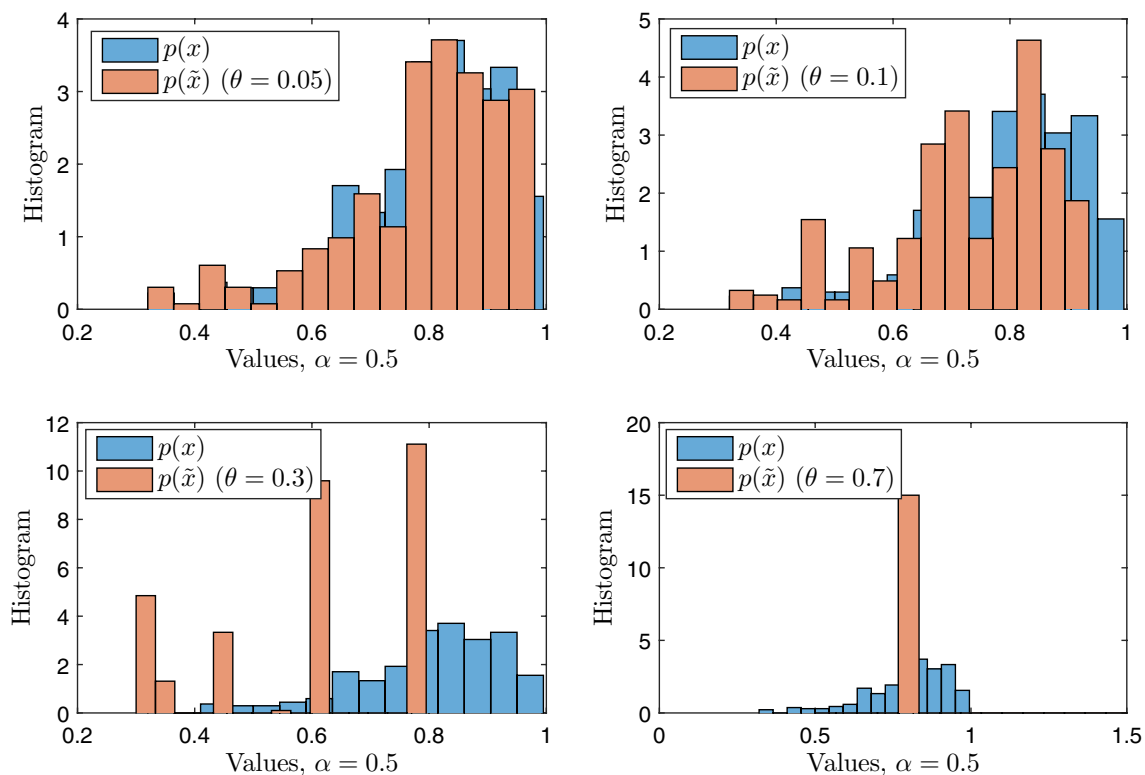 4
3
2
1
0
Histogram
p(x)
p(x̃) (θ = 0.05)
0.2 0.4 0.6 0.8 1
Values, α = 0.5
5
4
3
2
1
0
Histogram
p(x)
p(x̃) (θ = 0.1)
0.2 0.4 0.6 0.8 1
Values, α = 0.5
12
10
8
6
4
2
0
Histogram
p(x)
p(x̃) (θ = 0.3)
0.2 0.4 0.6 0.8 1
Values, α = 0.5
20
15
10
5
0
Histogram
p(x)
p(x̃) (θ = 0.7)
0 0.5 1 1.5
Values, α = 0.5